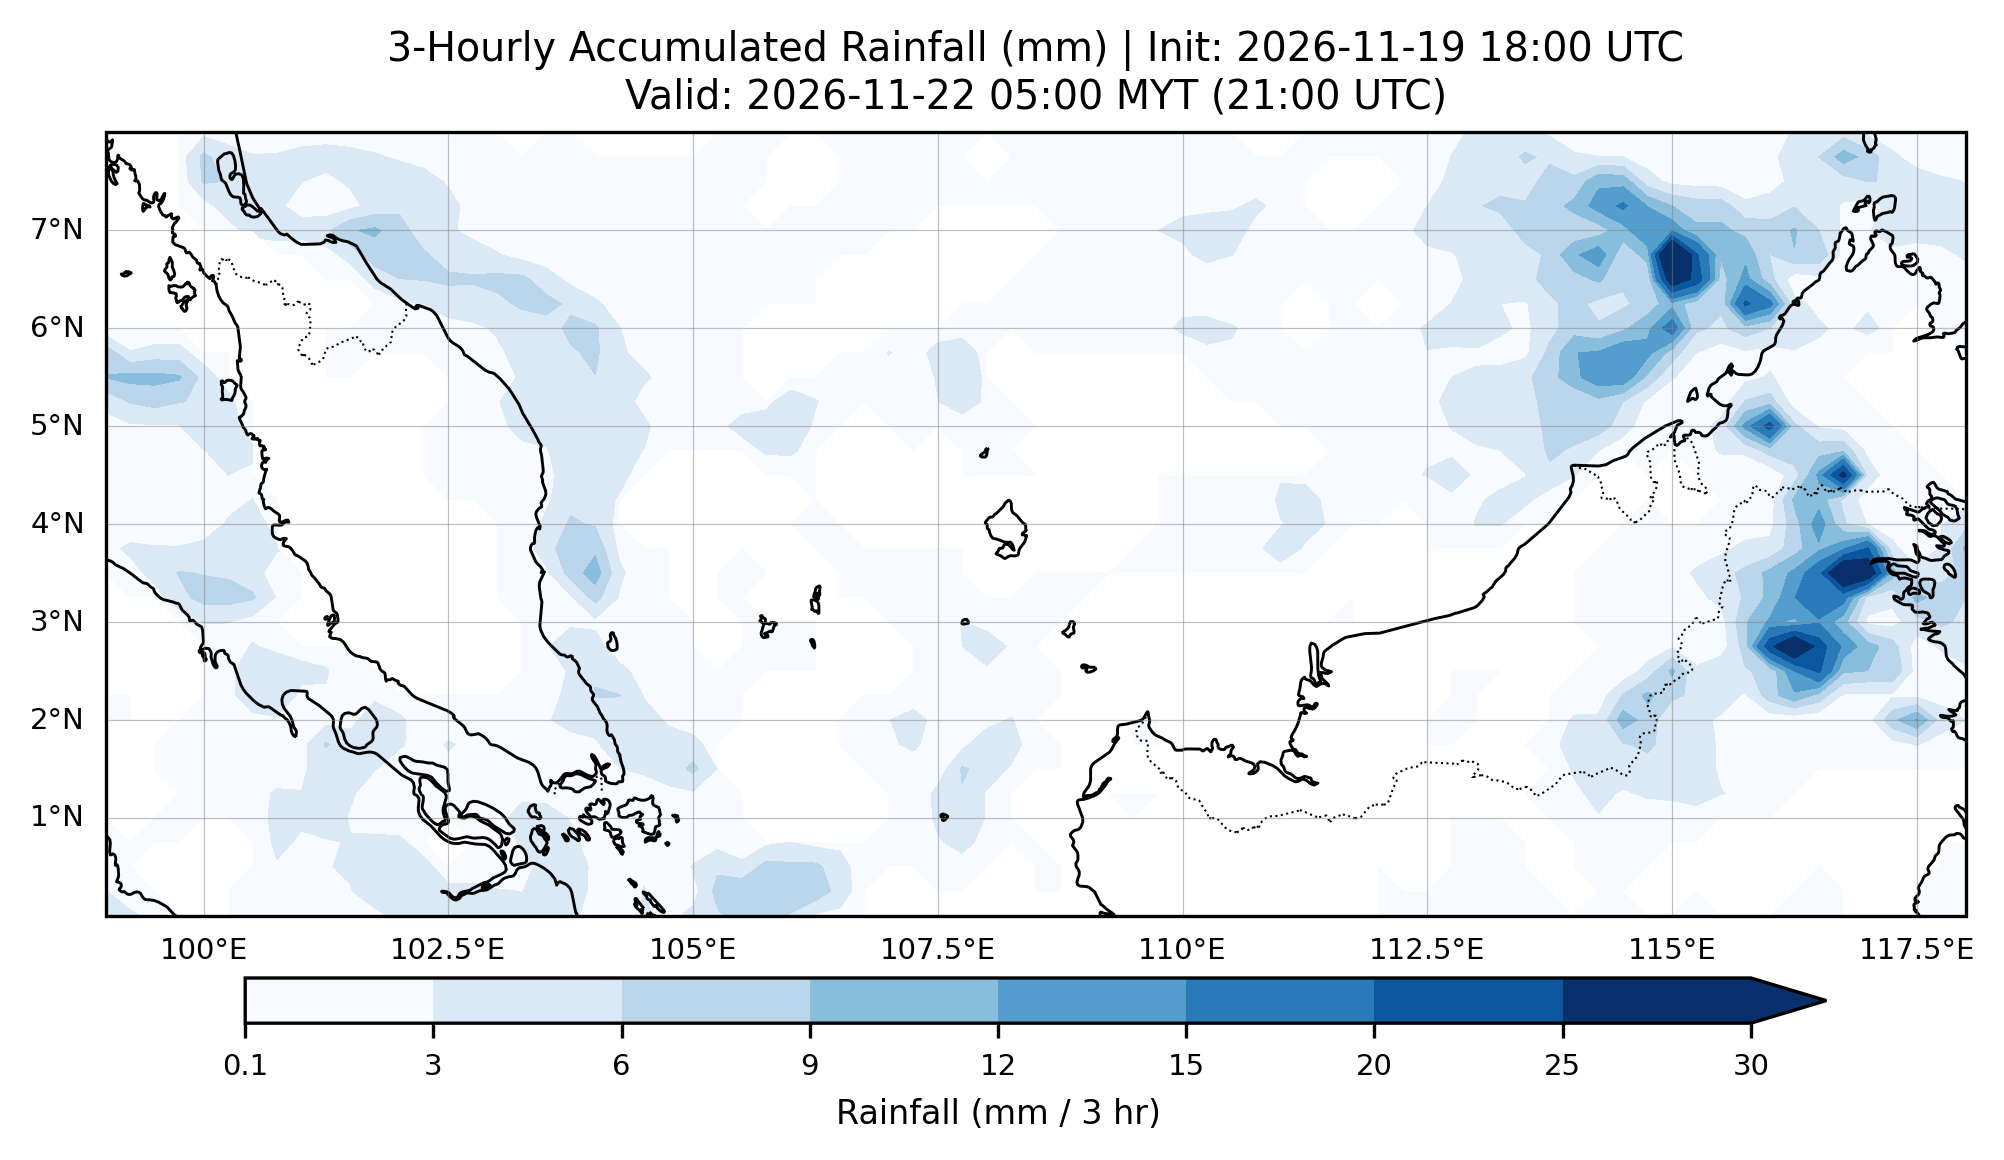 3-Hourly Accumulated Rainfall (mm) | Init: 2026-11-19 18:00 UTC
Valid: 2026-11-22 05:00 MYT (21:00 UTC)
7°N
6°N
5°N
4°N
3°N
2°N
1°N
100°E 102.5°E 105°E 107.5°E 110°E 112.5°E 115°E 117.5°E
0.1 3 6 9 12 15 20 25 30
Rainfall (mm / 3 hr)